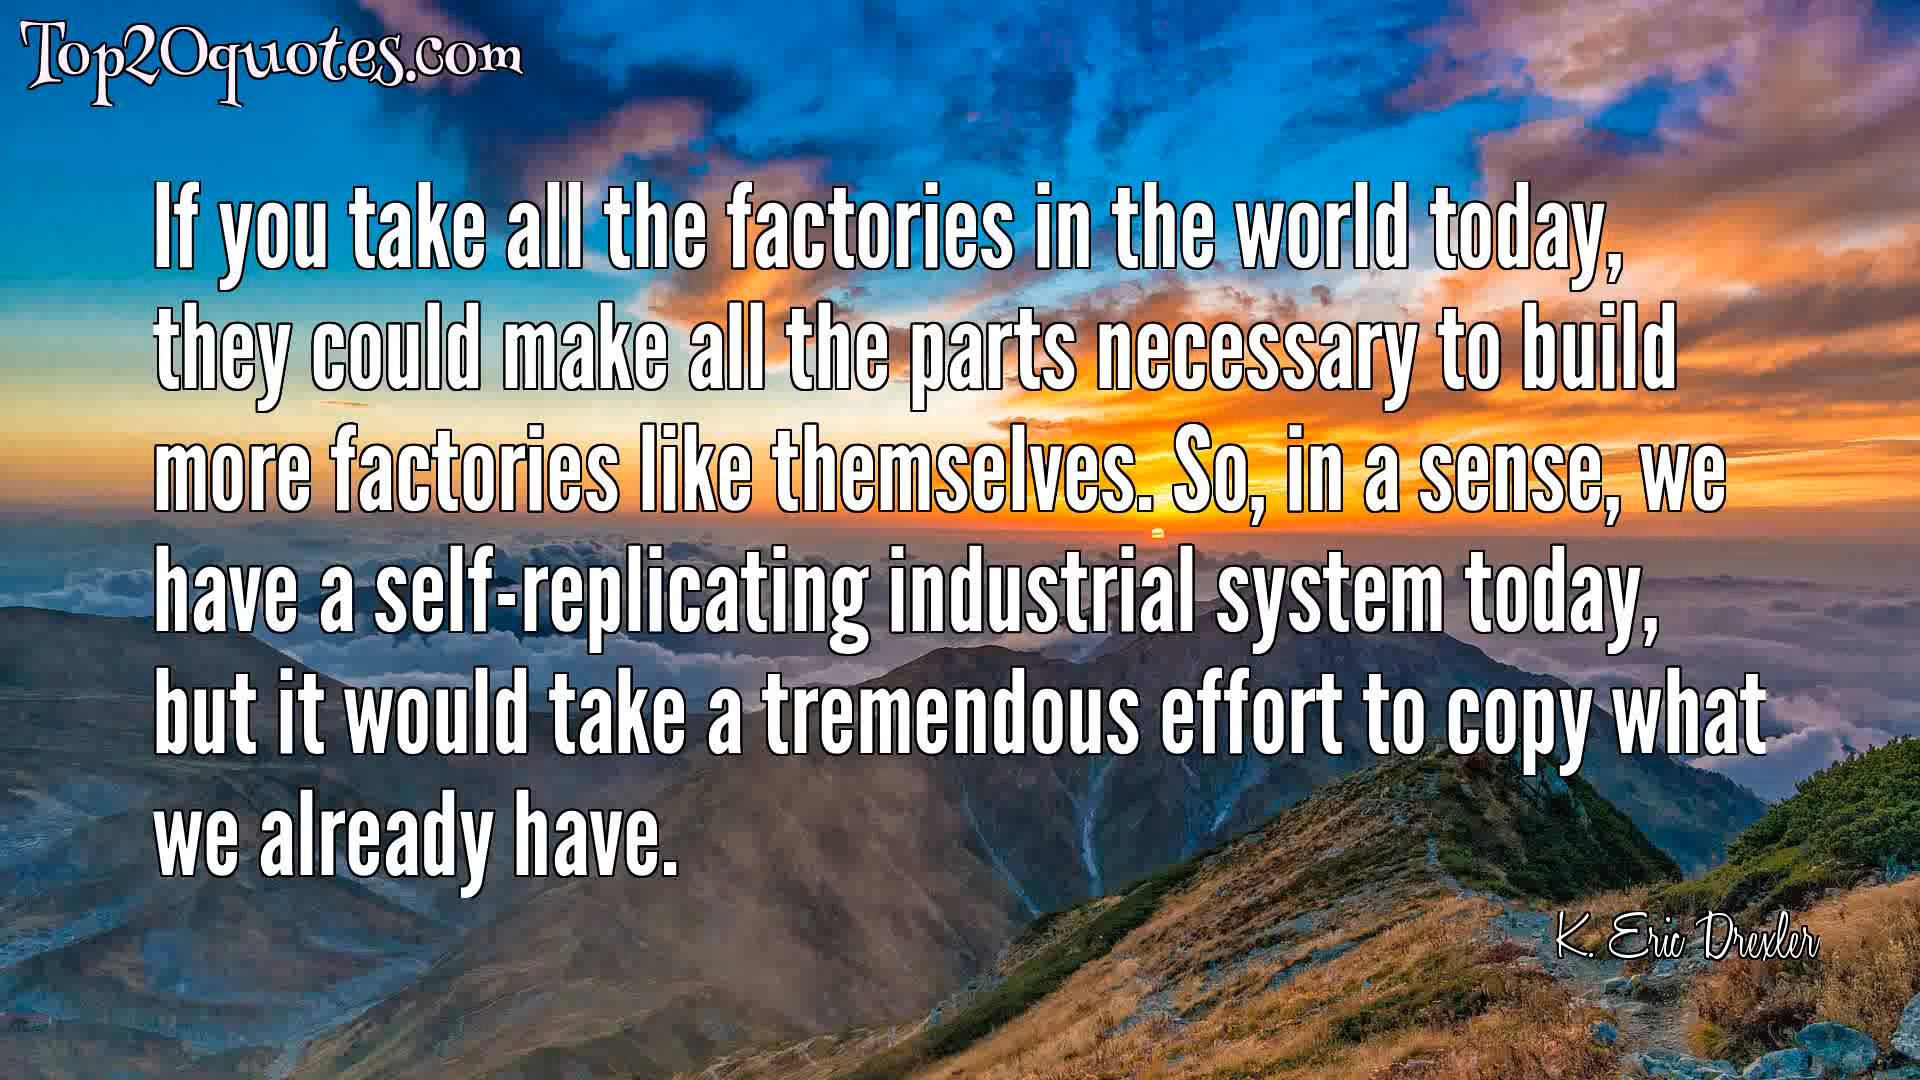 Top20quotes.com
If you take all the factories in the world today,
they could make all the parts necessary to build
more factories like themselves. So, in a sense, we
have a self-replicating industrial system today,
but it would take a tremendous effort to copy what
we already have.
K. Eric Drexler